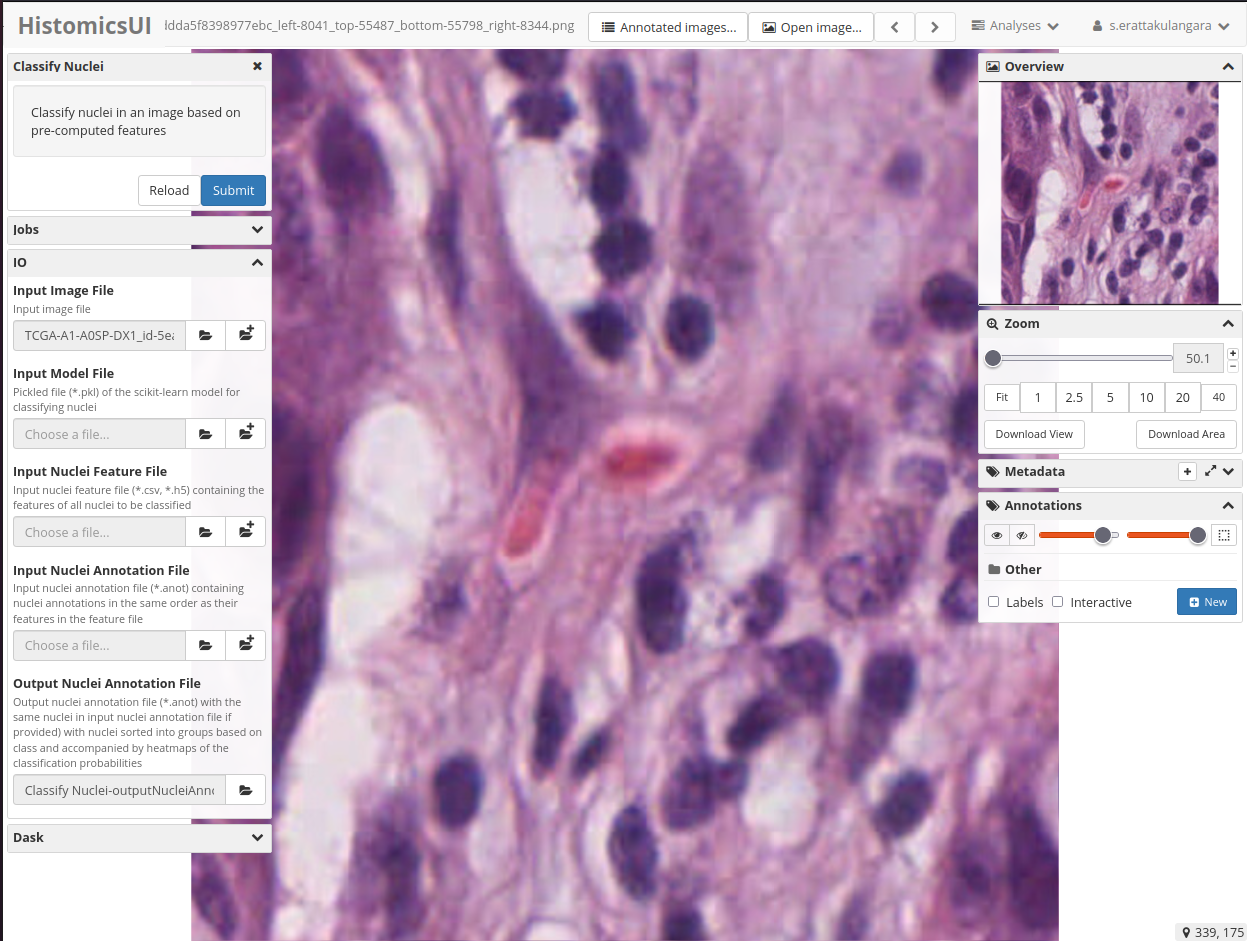 HistomicsUI
ldda5f8398977ebc_left-8041_top-55487_bottom-55798_right-8344.png
Annotated images...
Open image...
Analyses
s.erattakulangara
Classify Nuclei
Classify nuclei in an image based on
pre-computed features
Reload
Submit
Jobs
IO
Input Image File
Input image file
TCGA-A1-A0SP-DX1_id-5ea
Input Model File
Pickled file (*.pkl) of the scikit-learn model for
classifying nuclei
Choose a file...
Input Nuclei Feature File
Input nuclei feature file (*.csv, *.h5) containing the
features of all nuclei to be classified
Choose a file...
Input Nuclei Annotation File
Input nuclei annotation file (*.anot) containing
nuclei annotations in the same order as their
features in the feature file
Choose a file...
Output Nuclei Annotation File
Output nuclei annotation file (*.anot) with the
same nuclei in input nuclei annotation file if
provided) with nuclei sorted into groups based on
class and accompanied by heatmaps of the
classification probabilities
Classify Nuclei-outputNucleiAnno
Dask
Overview
Zoom
50.1
Fit
1
2.5
5
10
20
40
Download View
Download Area
Metadata
Annotations
Other
Labels
Interactive
New
339, 175